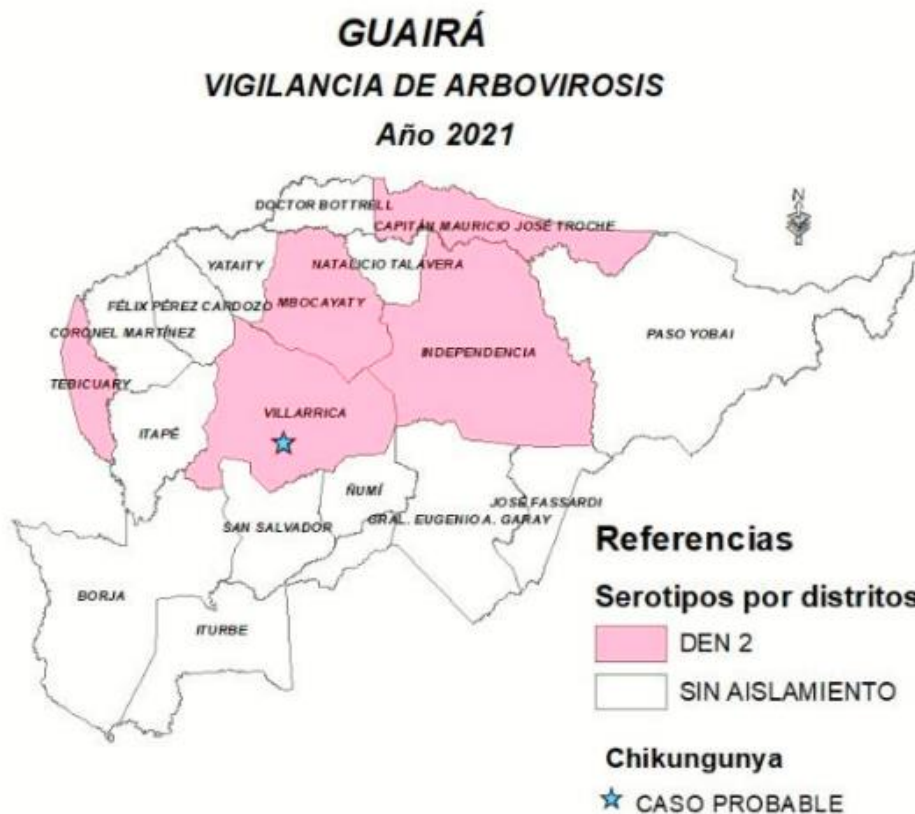 GUAIRÁ
VIGILANCIA DE ARBOVIROSIS
Año 2021
N
DOCTOR BOTTRELL
CAPITÁN MAURICIO JOSÉ TROCHE
YATAITY
NATALICIO TALAVERA
FÉLIX PÉREZ CARDOZO
MBOCAYATY
CORONEL MARTÍNEZ
PASO YOBAI
INDEPENDENCIA
TEBICUARY
VILLARRICA
ITAPÉ
ÑUMÍ
JOSÉ FASSARDI
SAN SALVADOR
GRAL. EUGENIO A. GARAY
BORJA
ITURBE
Referencias
Serotipos por distritos
DEN 2
SIN AISLAMIENTO
Chikungunya
CASO PROBABLE